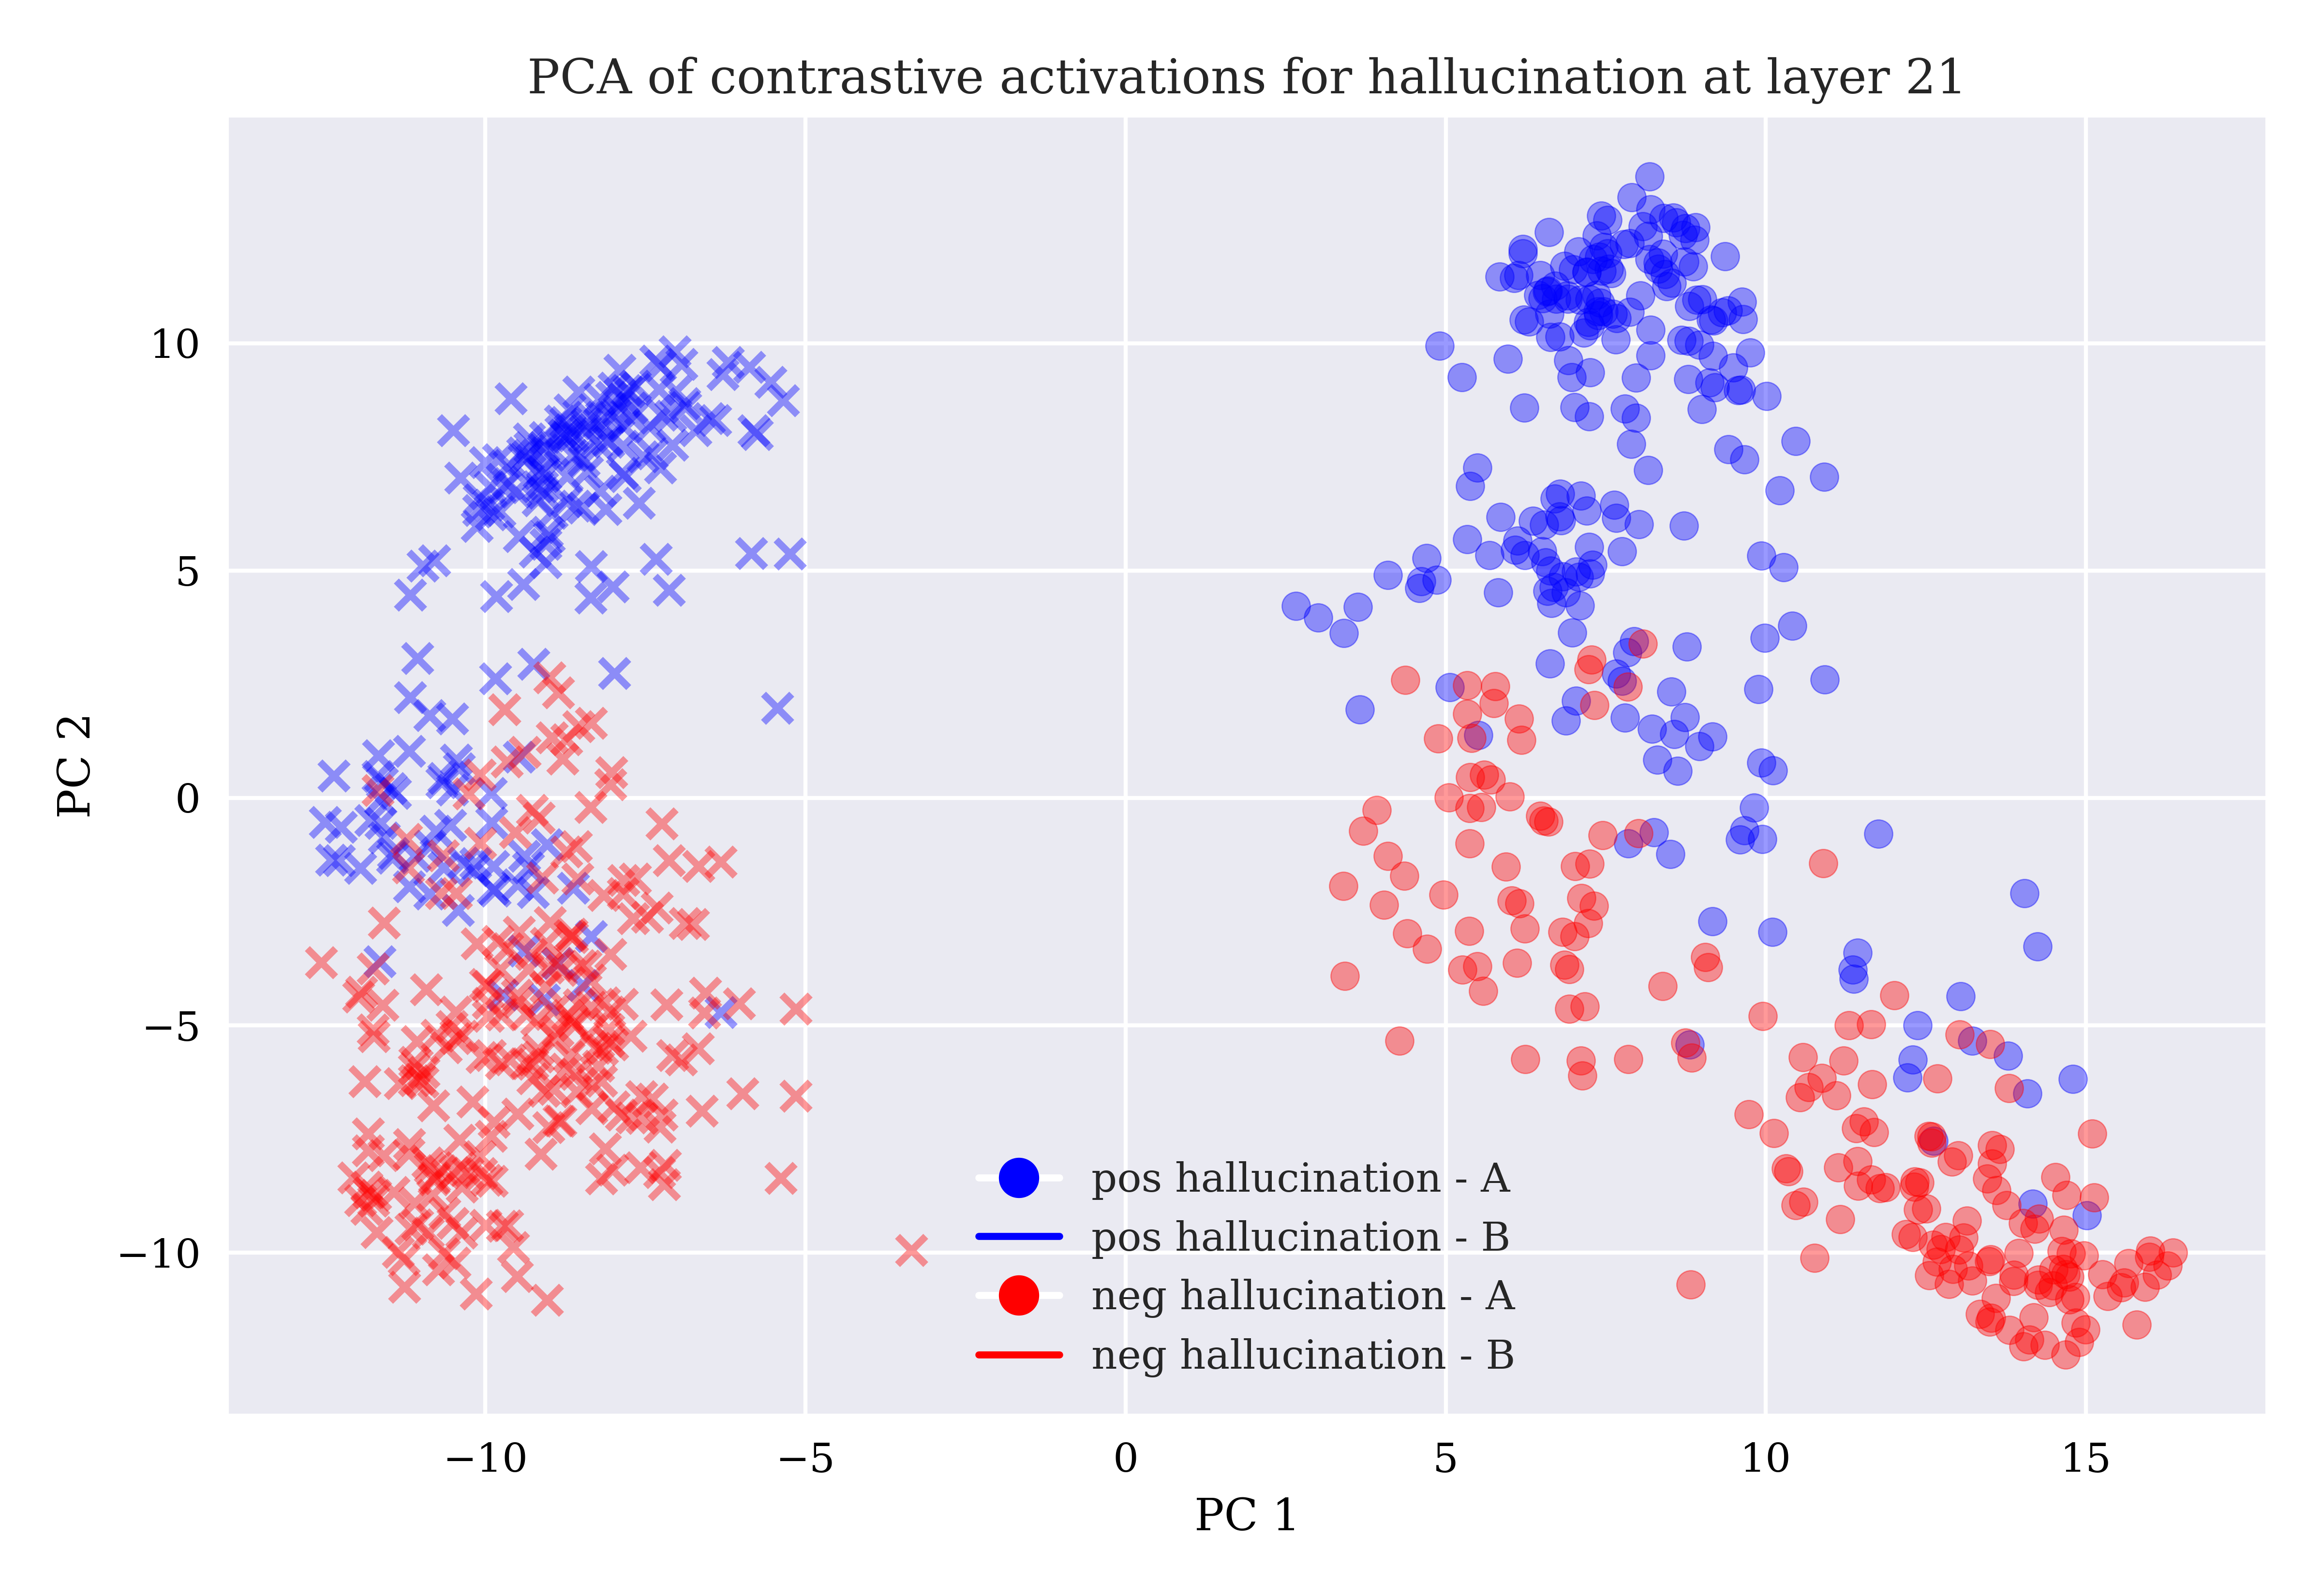 PCA of contrastive activations for hallucination at layer 21
PC 2
10
5
0
−5
−10
pos hallucination - A
pos hallucination - B
neg hallucination - A
neg hallucination - B
−10 −5 0 5 10 15
PC 1